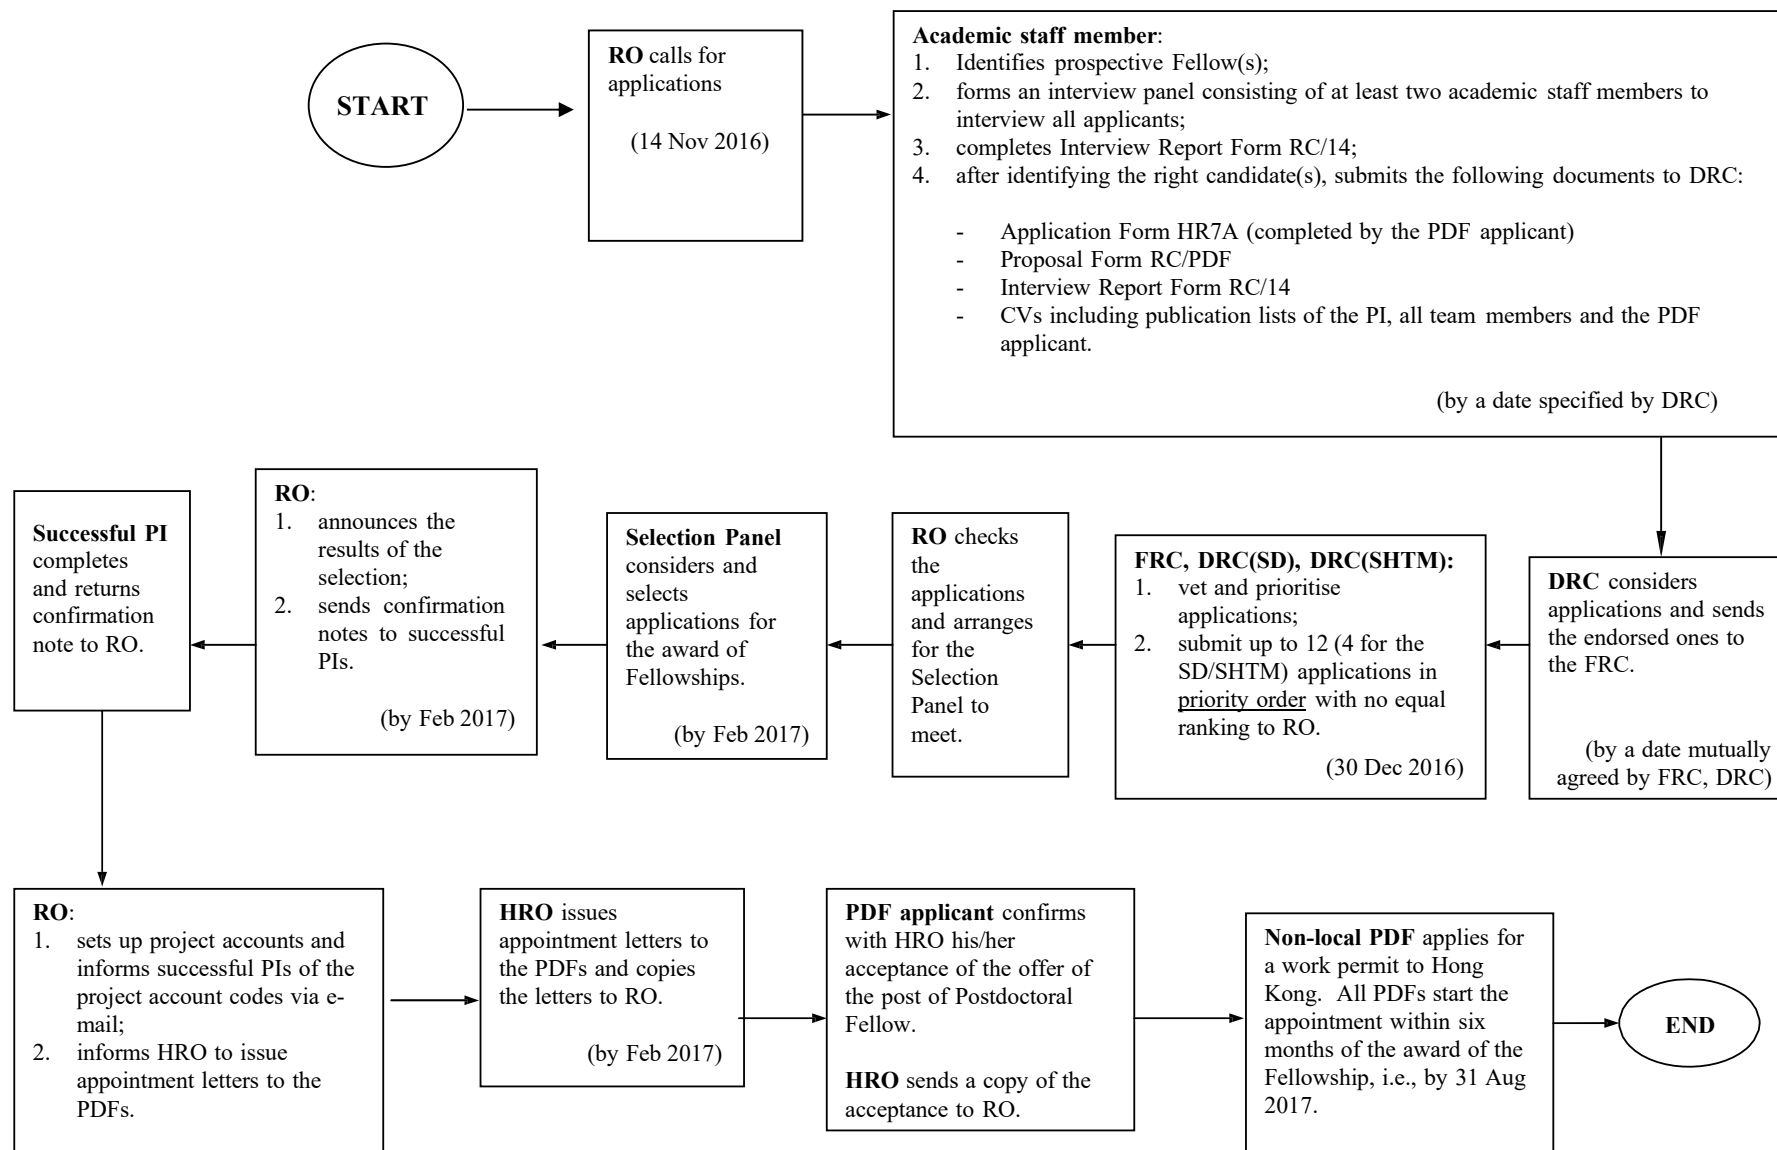 START
RO calls for
applications
(14 Nov 2016)
Academic staff member:
1. Identifies prospective Fellow(s);
2. forms an interview panel consisting of at least two academic staff members to
interview all applicants;
3. completes Interview Report Form RC/14;
4. after identifying the right candidate(s), submits the following documents to DRC:
- Application Form HR7A (completed by the PDF applicant)
- Proposal Form RC/PDF
- Interview Report Form RC/14
- CVs including publication lists of the PI, all team members and the PDF
applicant.
(by a date specified by DRC)
DRC considers
applications and sends
the endorsed ones to
the FRC.
(by a date mutually
agreed by FRC, DRC)
FRC, DRC(SD), DRC(SHTM):
1. vet and prioritise
applications;
2. submit up to 12 (4 for the
SD/SHTM) applications in
priority order with no equal
ranking to RO.
(30 Dec 2016)
RO checks
the
applications
and arranges
for the
Selection
Panel to
meet.
Selection Panel
considers and
selects
applications for
the award of
Fellowships.
(by Feb 2017)
RO:
1. announces the
results of the
selection;
2. sends confirmation
notes to successful
PIs.
(by Feb 2017)
Successful PI
completes
and returns
confirmation
note to RO.
RO:
1. sets up project accounts and
informs successful PIs of the
project account codes via e-
mail;
2. informs HRO to issue
appointment letters to the
PDFs.
HRO issues
appointment letters to
the PDFs and copies
the letters to RO.
(by Feb 2017)
PDF applicant confirms
with HRO his/her
acceptance of the offer of
the post of Postdoctoral
Fellow.
HRO sends a copy of the
acceptance to RO.
Non-local PDF applies for
a work permit to Hong
Kong. All PDFs start the
appointment within six
months of the award of the
Fellowship, i.e., by 31 Aug
2017.
END